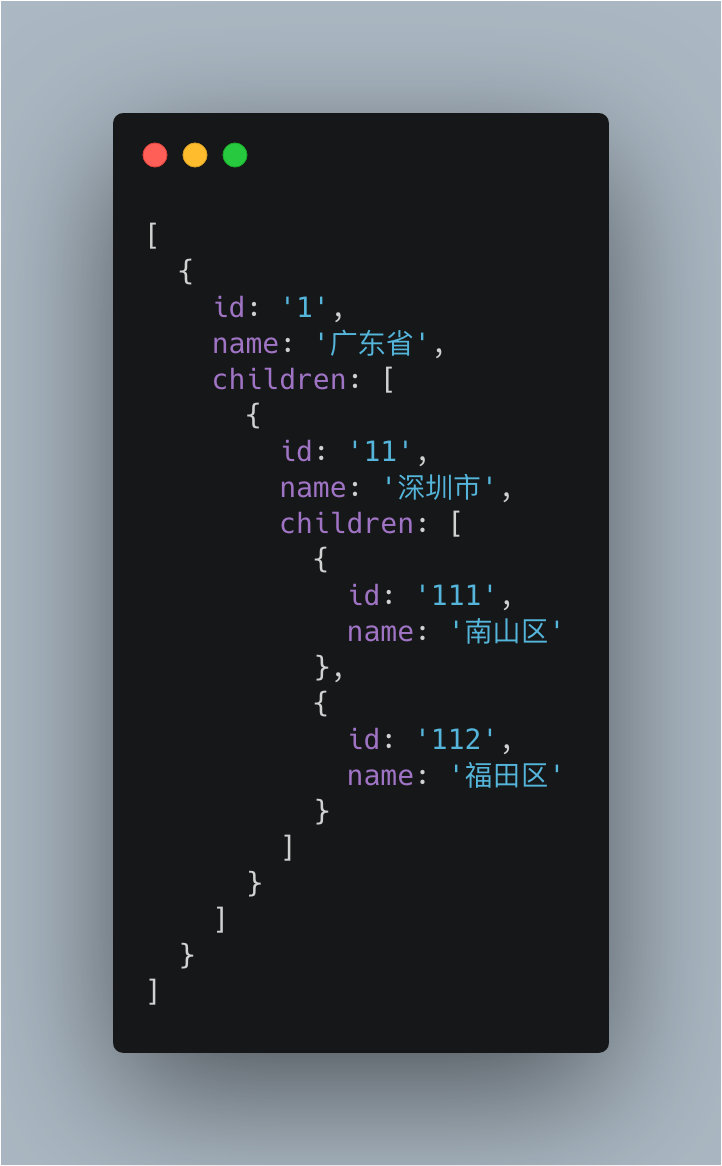 [
  {
    id: '1',
    name: '广东省',
    children: [
      {
        id: '11',
        name: '深圳市',
        children: [
          {
            id: '111',
            name: '南山区'
          },
          {
            id: '112',
            name: '福田区'
          }
        ]
      }
    ]
  }
]